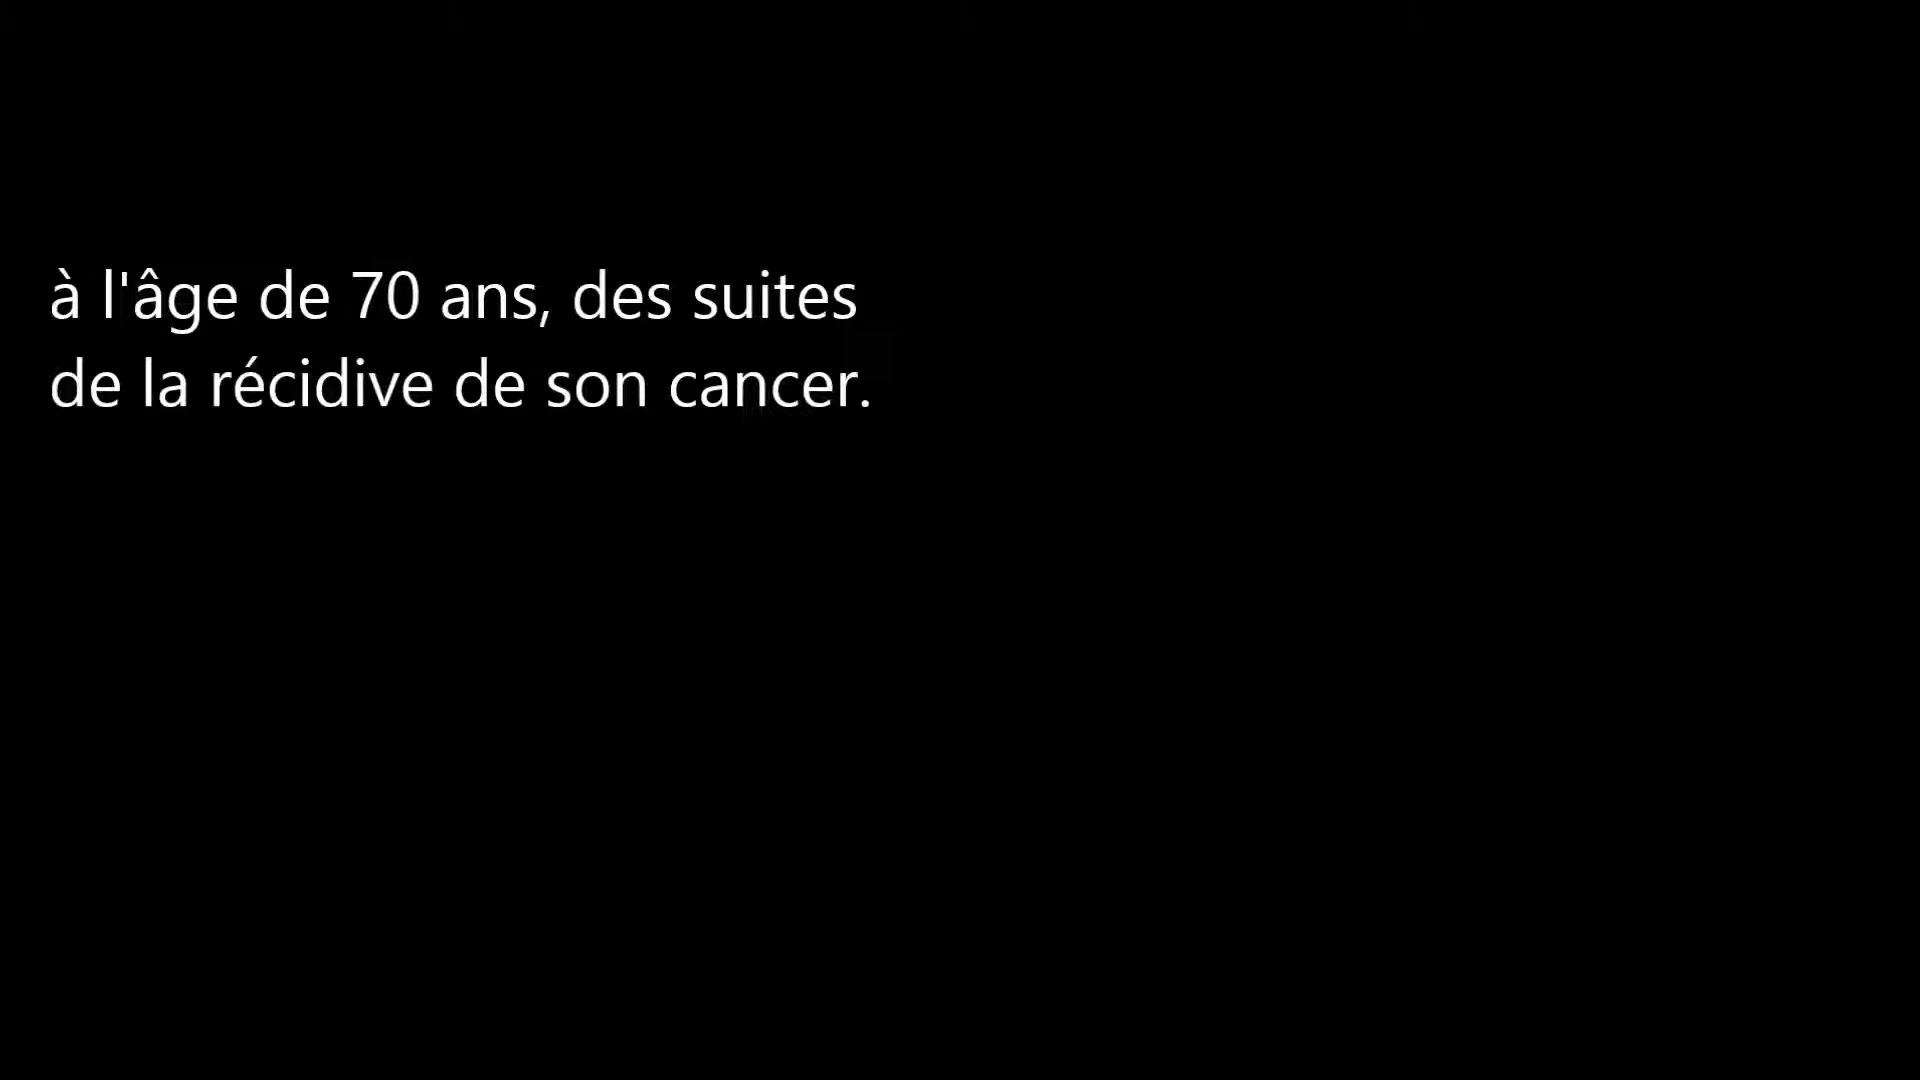 à l'âge de 70 ans, des suites
de la récidive de son cancer.